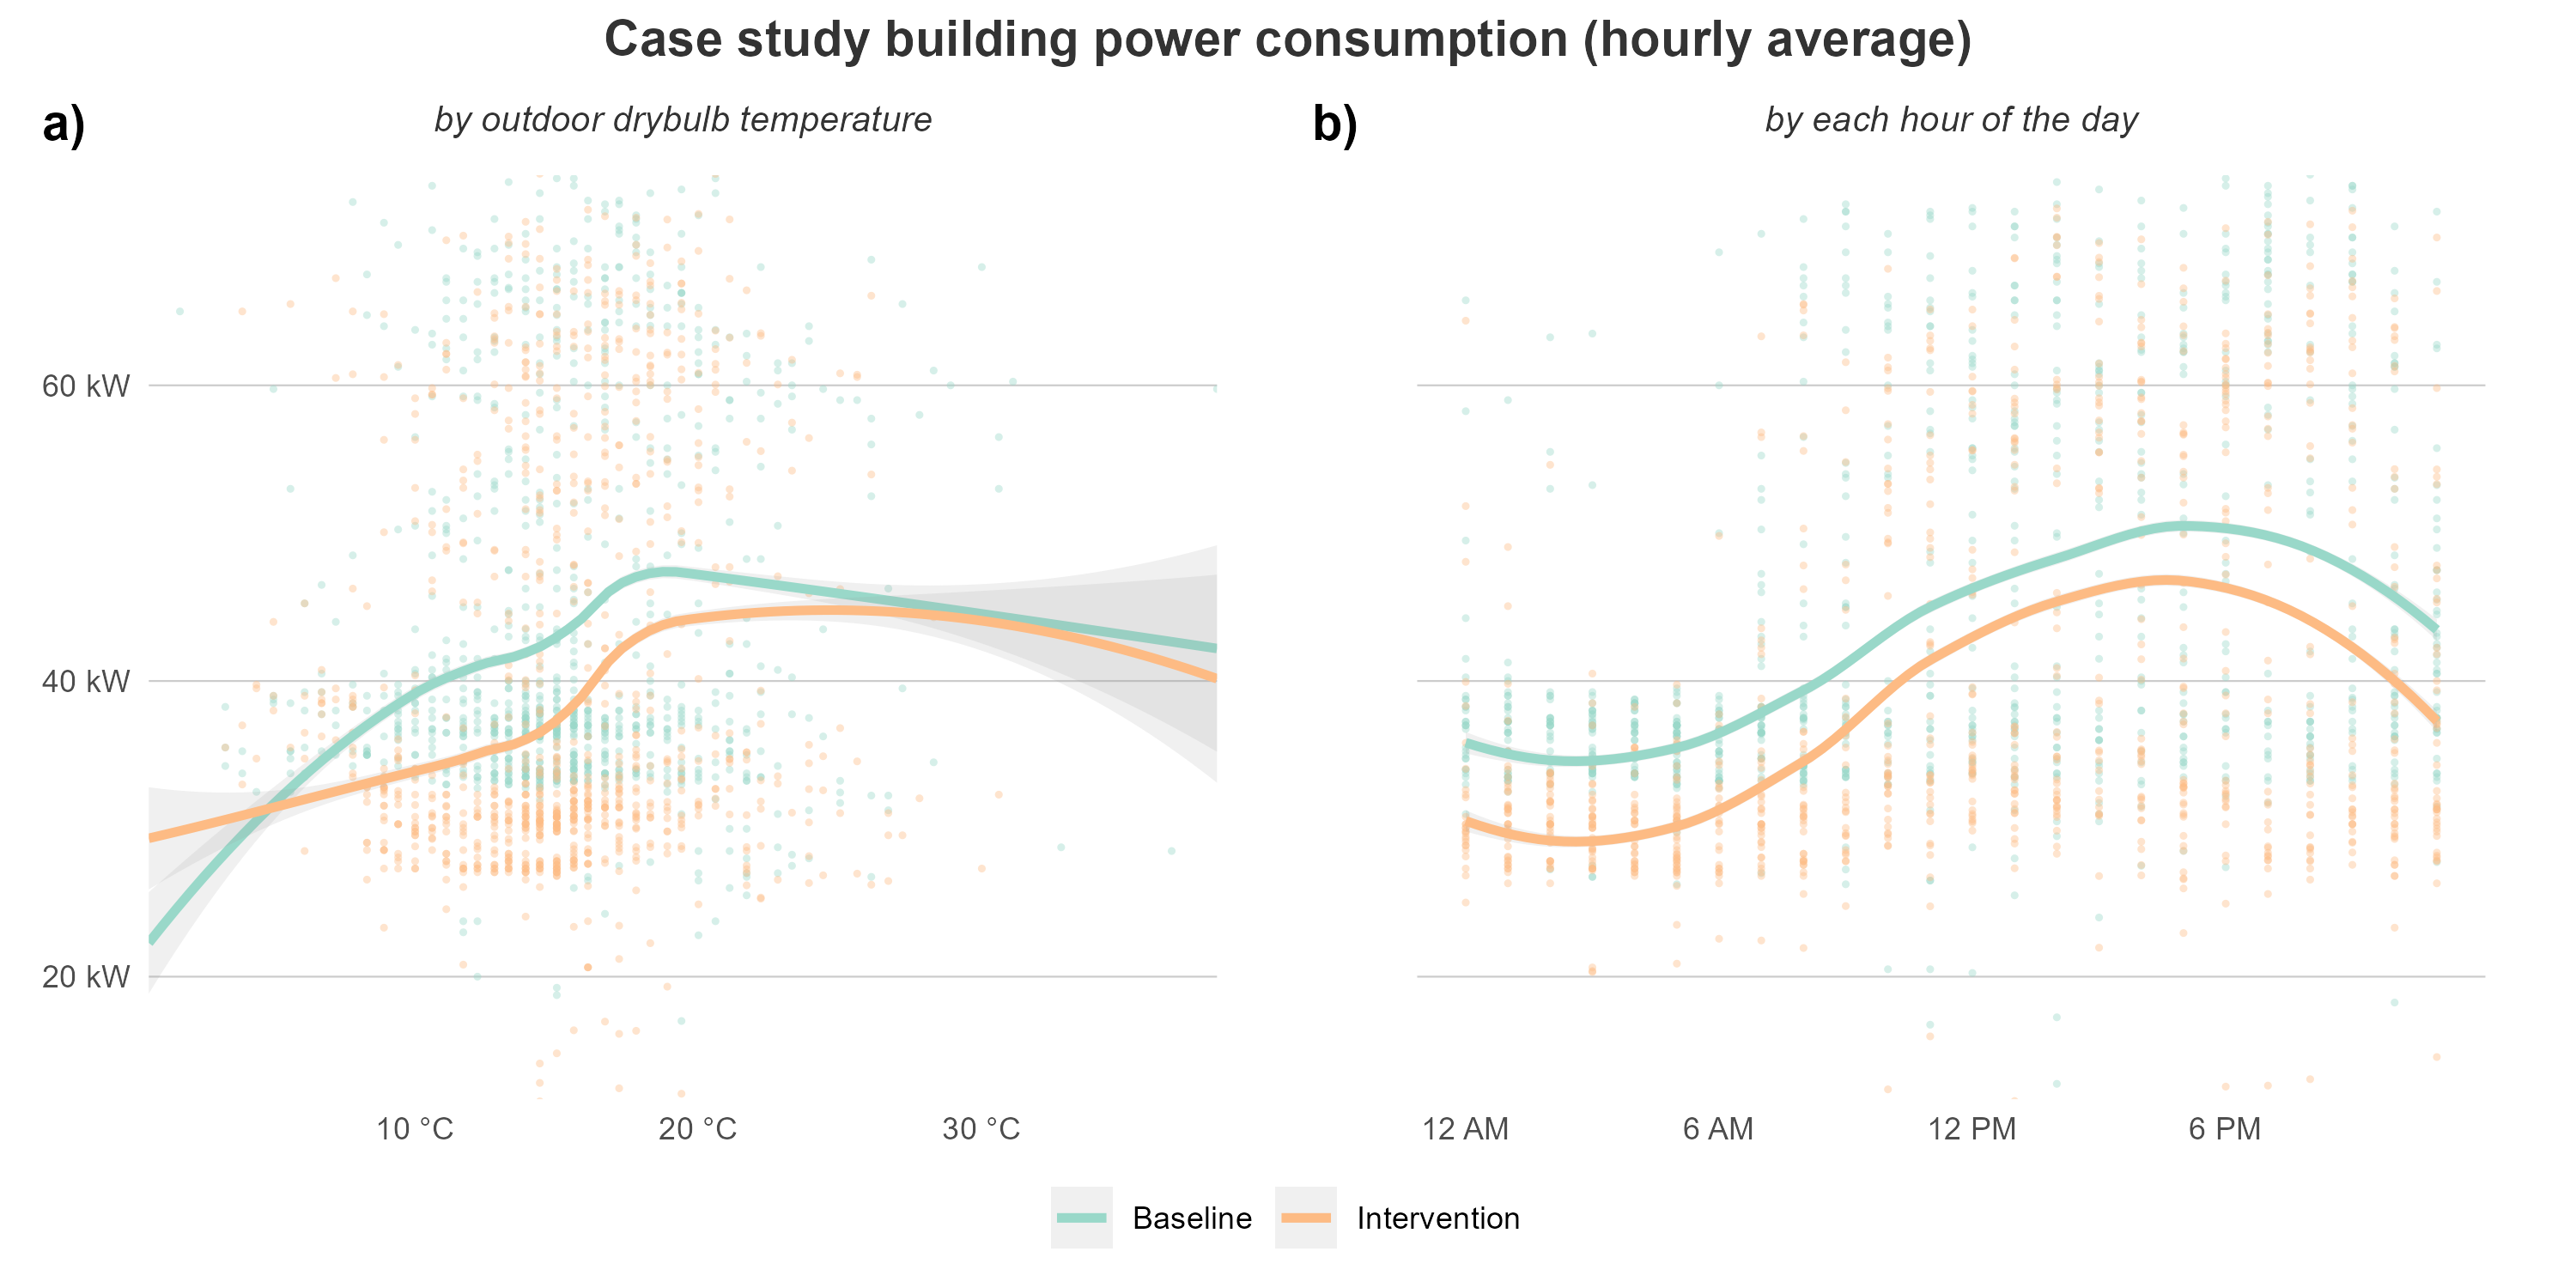 Case study building power consumption (hourly average)
a)
by outdoor drybulb temperature
b)
by each hour of the day
60 kW
40 kW
20 kW
10 °C
20 °C
30 °C
12 AM
6 AM
12 PM
6 PM
Baseline
Intervention